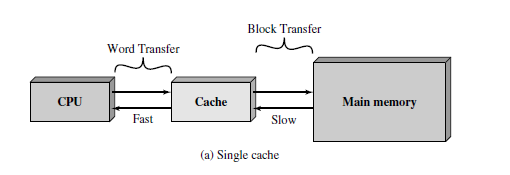 Block Transfer
Word Transfer
CPU
Cache
Main memory
Fast
Slow
(a) Single cache